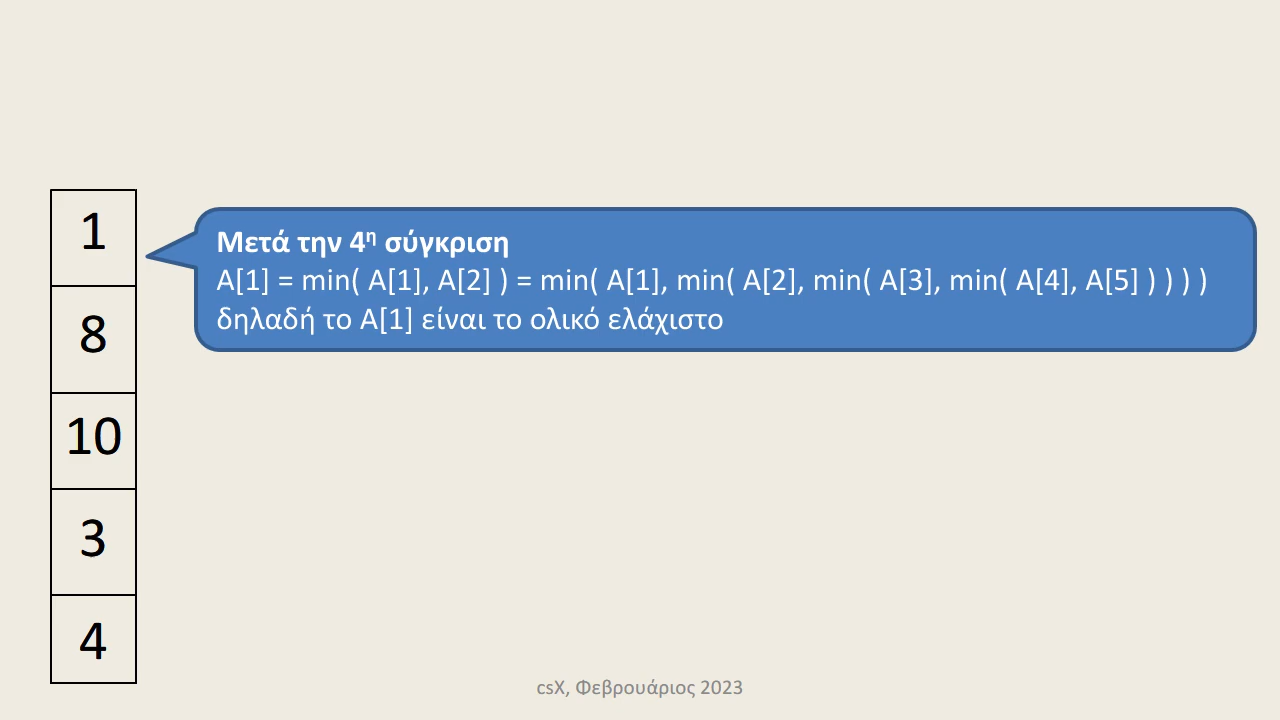 1
Μετά την 4η σύγκριση
Α[1] = min( Α[1], Α[2] ) = min( Α[1], min( Α[2], min( Α[3], min( Α[4], Α[5] ) ) ) )
δηλαδή το Α[1] είναι το ολικό ελάχιστο
8
10
3
4
csX, Φεβρουάριος 2023